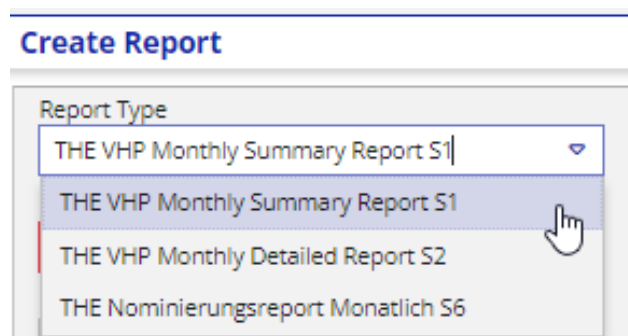 Create Report
Report Type
THE VHP Monthly Summary Report S1
THE VHP Monthly Summary Report S1
THE VHP Monthly Detailed Report S2
THE Nominierungsreport Monatlich S6